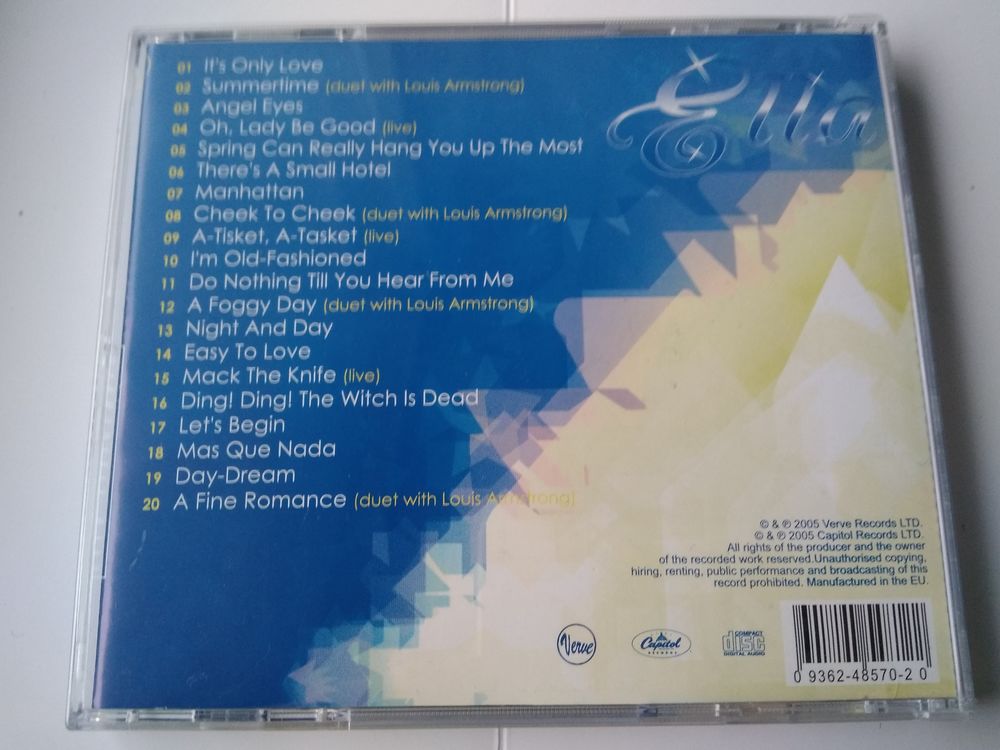 Ella
01 It's Only Love
02 Summertime (duet with Louis Armstrong)
03 Angel Eyes
04 Oh, Lady Be Good (live)
05 Spring Can Really Hang You Up The Most
06 There's A Small Hotel
07 Manhattan
08 Cheek To Cheek (duet with Louis Armstrong)
09 A-Tisket, A-Tasket (live)
10 I'm Old-Fashioned
11 Do Nothing Till You Hear From Me
12 A Foggy Day (duet with Louis Armstrong)
13 Night And Day
14 Easy To Love
15 Mack The Knife (live)
16 Ding! Ding! The Witch Is Dead
17 Let's Begin
18 Mas Que Nada
19 Day-Dream
20 A Fine Romance (duet with Louis Armstrong)
© & ℗ 2005 Verve Records LTD.
© & ℗ 2005 Capitol Records LTD.
All rights of the producer and the owner
of the recorded work reserved.Unauthorised copying,
hiring, renting, public performance and broadcasting of this
record prohibited. Manufactured in the EU.
Verve
Capitol
RECORDS
COMPACT
disc
DIGITAL AUDIO
0 9362-48570-2 0